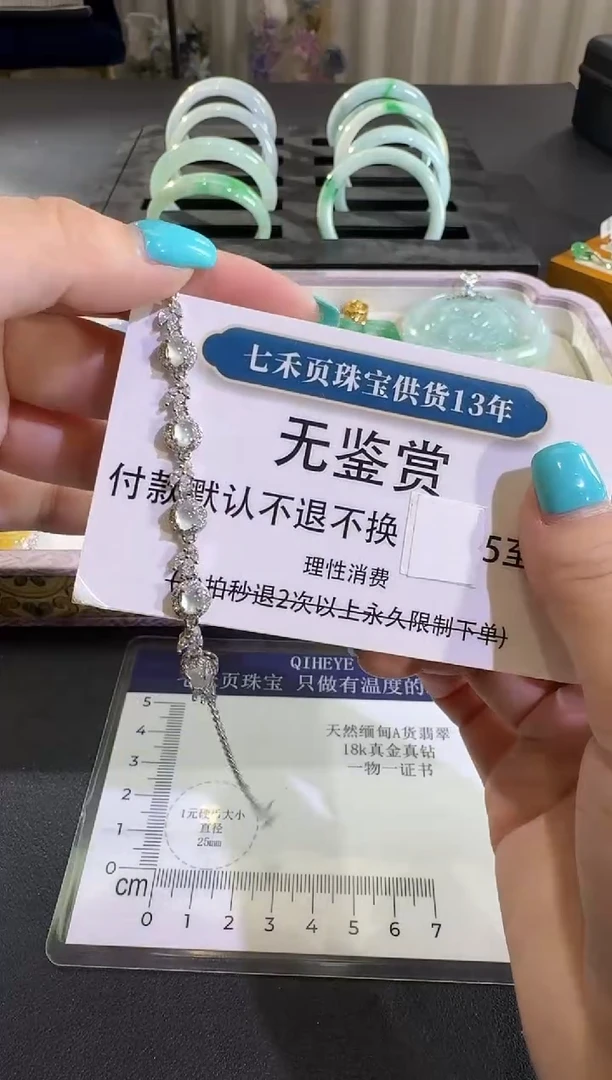 七禾页珠宝供货13年
无鉴赏
付款默认不退不换
5至
理性消费
拍秒退2次以上永久限制下单)
QIHEYE
页珠宝 只做有温度的
天然缅甸A货翡翠
18k真金真钻
一物一证书
5
4
3
2
1
0
1元硬币大小
直径
25mm
cm
0 1 2 3 4 5 6 7